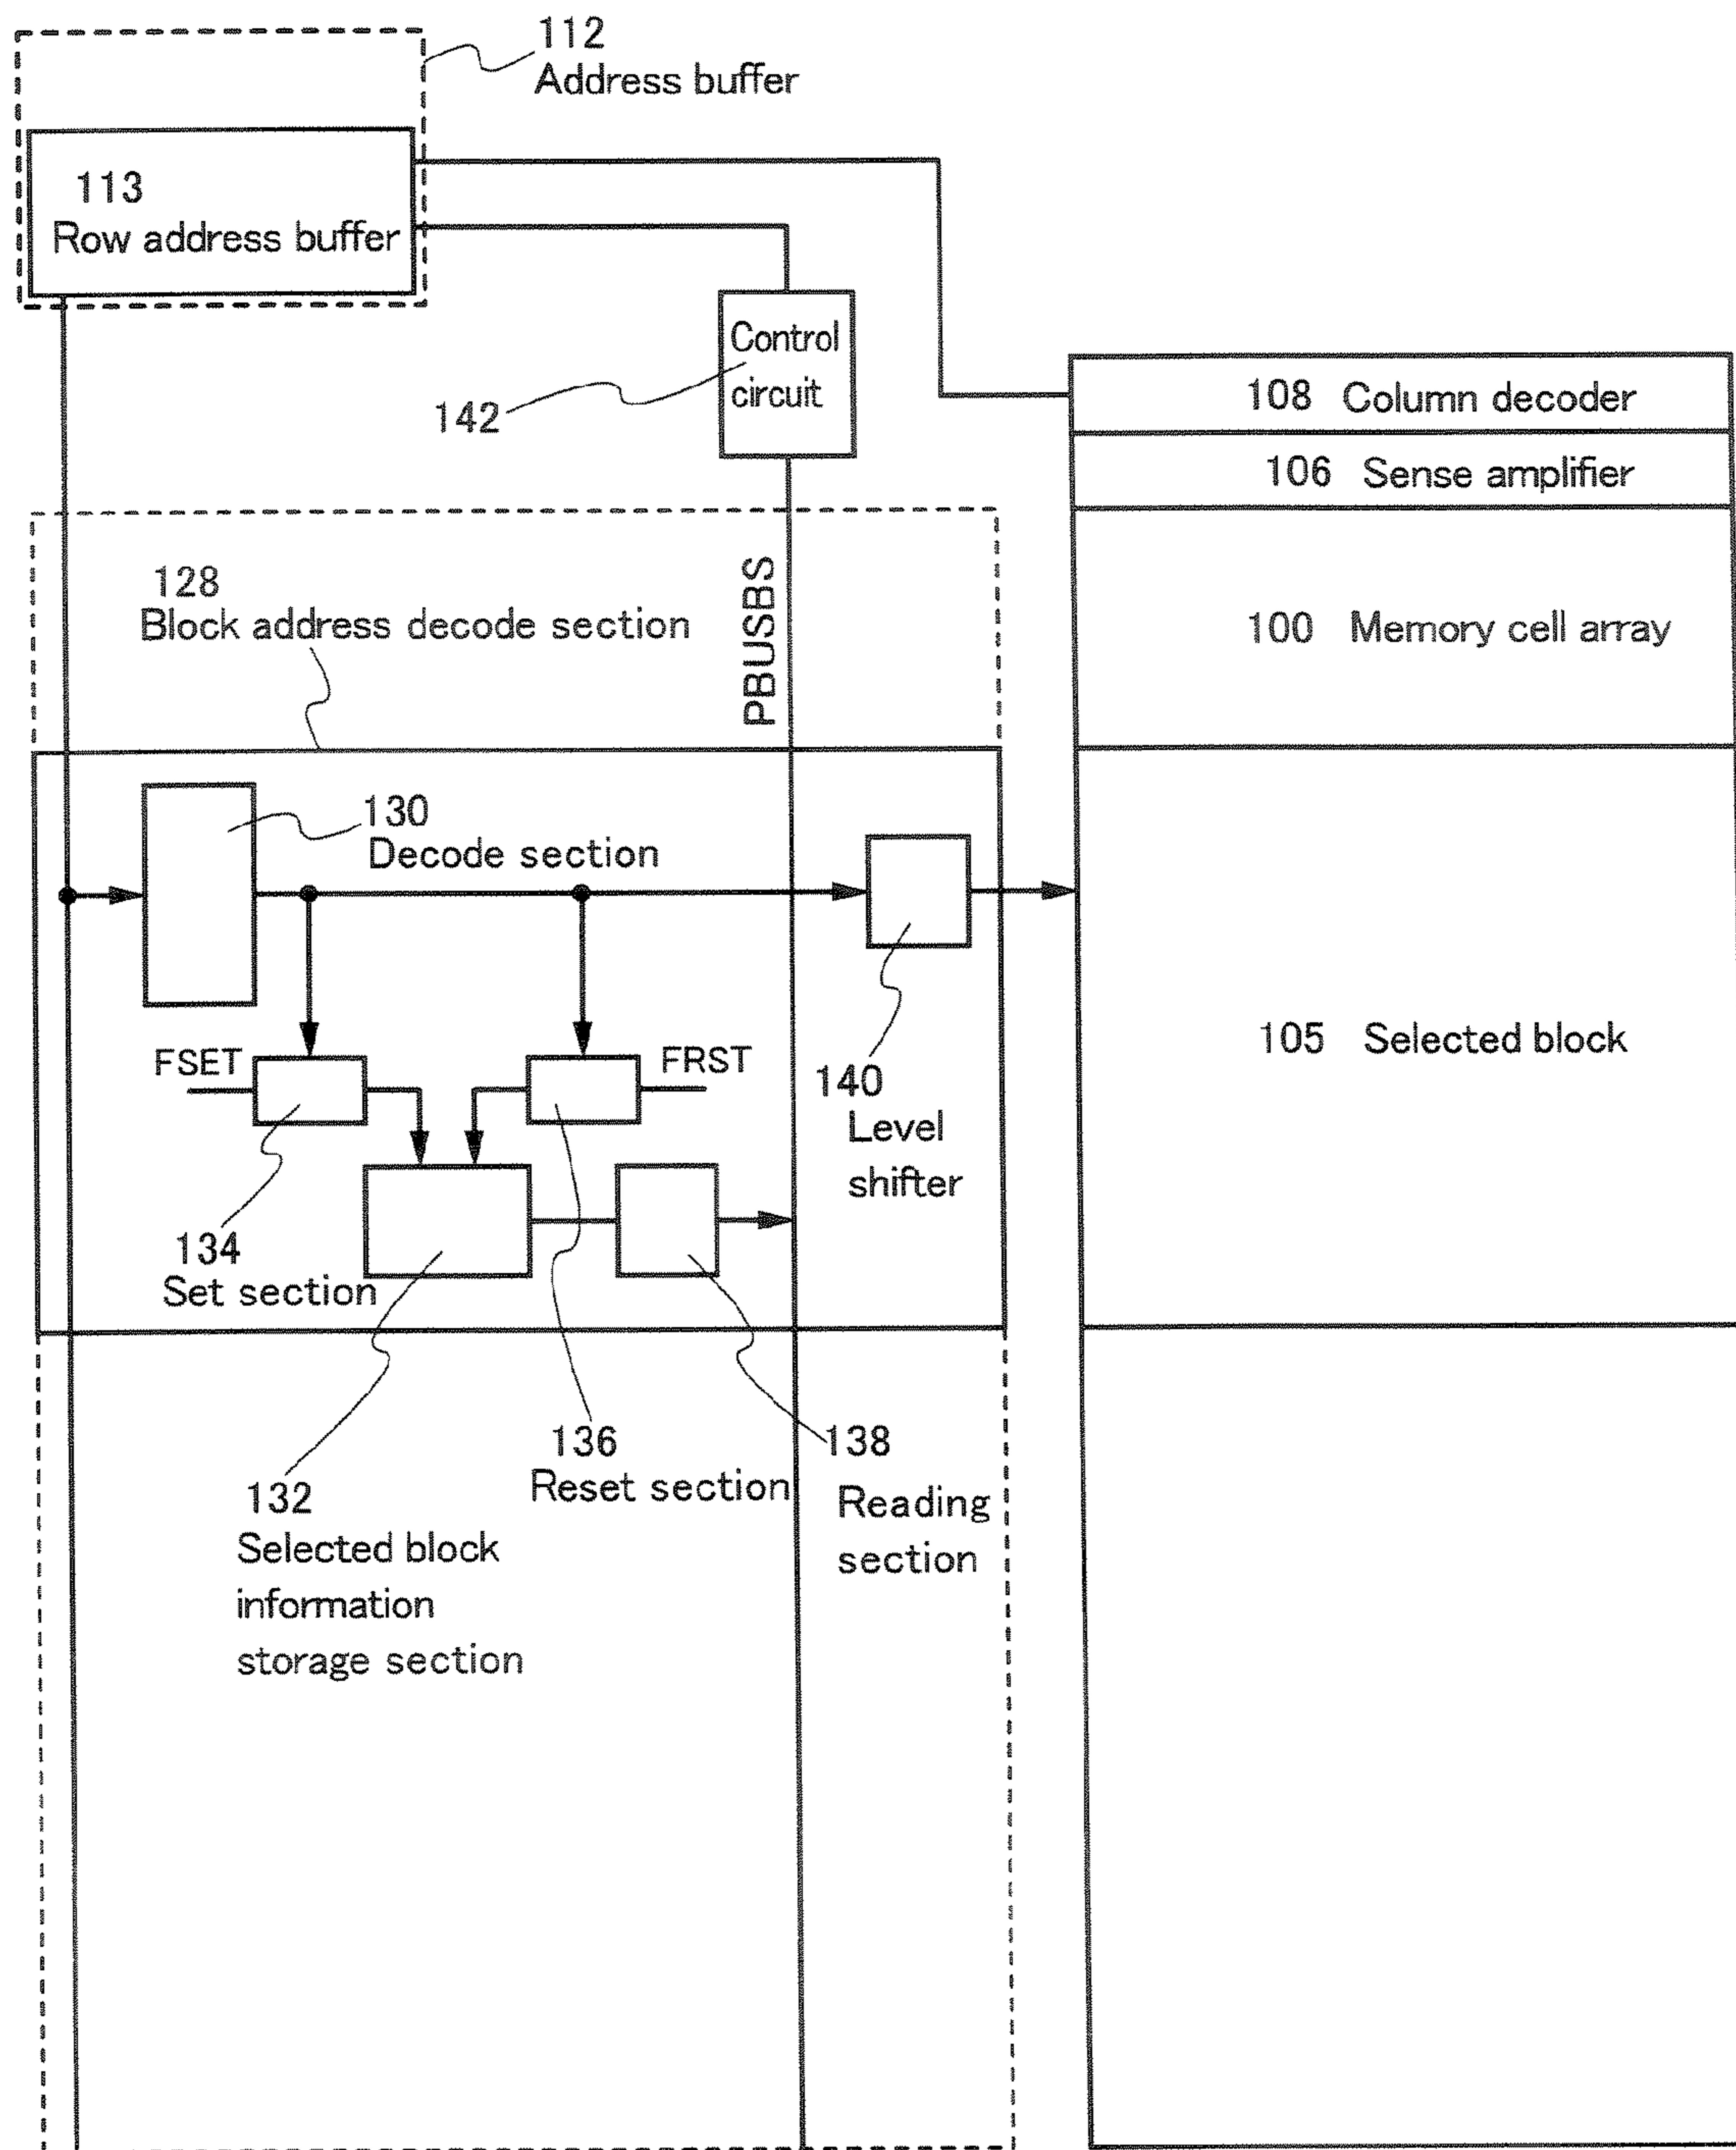 112
Address buffer
113
Row address buffer
Control
circuit
142
108 Column decoder
106 Sense amplifier
100 Memory cell array
128
Block address decode section
PBUSBS
130
Decode section
105 Selected block
FSET
FRST
140
Level
shifter
134
Set section
136
Reset section
138
Reading
section
132
Selected block
information
storage section